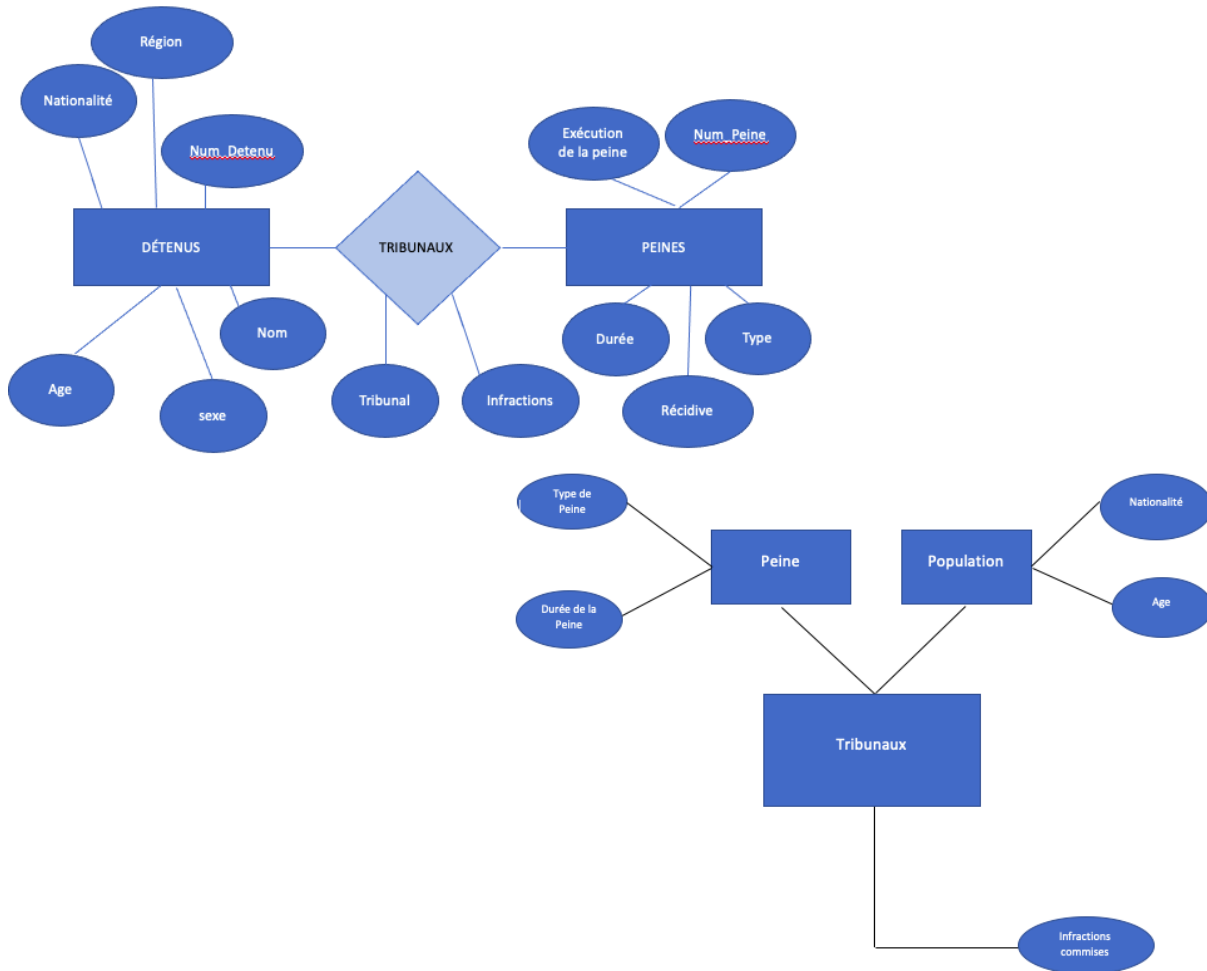 Région
Nationalité
Num_Detenu
Exécution
de la peine
Num_Peine
DÉTENUS
TRIBUNAUX
PEINES
Nom
Age
sexe
Tribunal
Infractions
Durée
Type
Récidive
Type de
Peine
Nationalité
Peine
Population
Durée de la
Peine
Age
Tribunaux
Infractions
commises